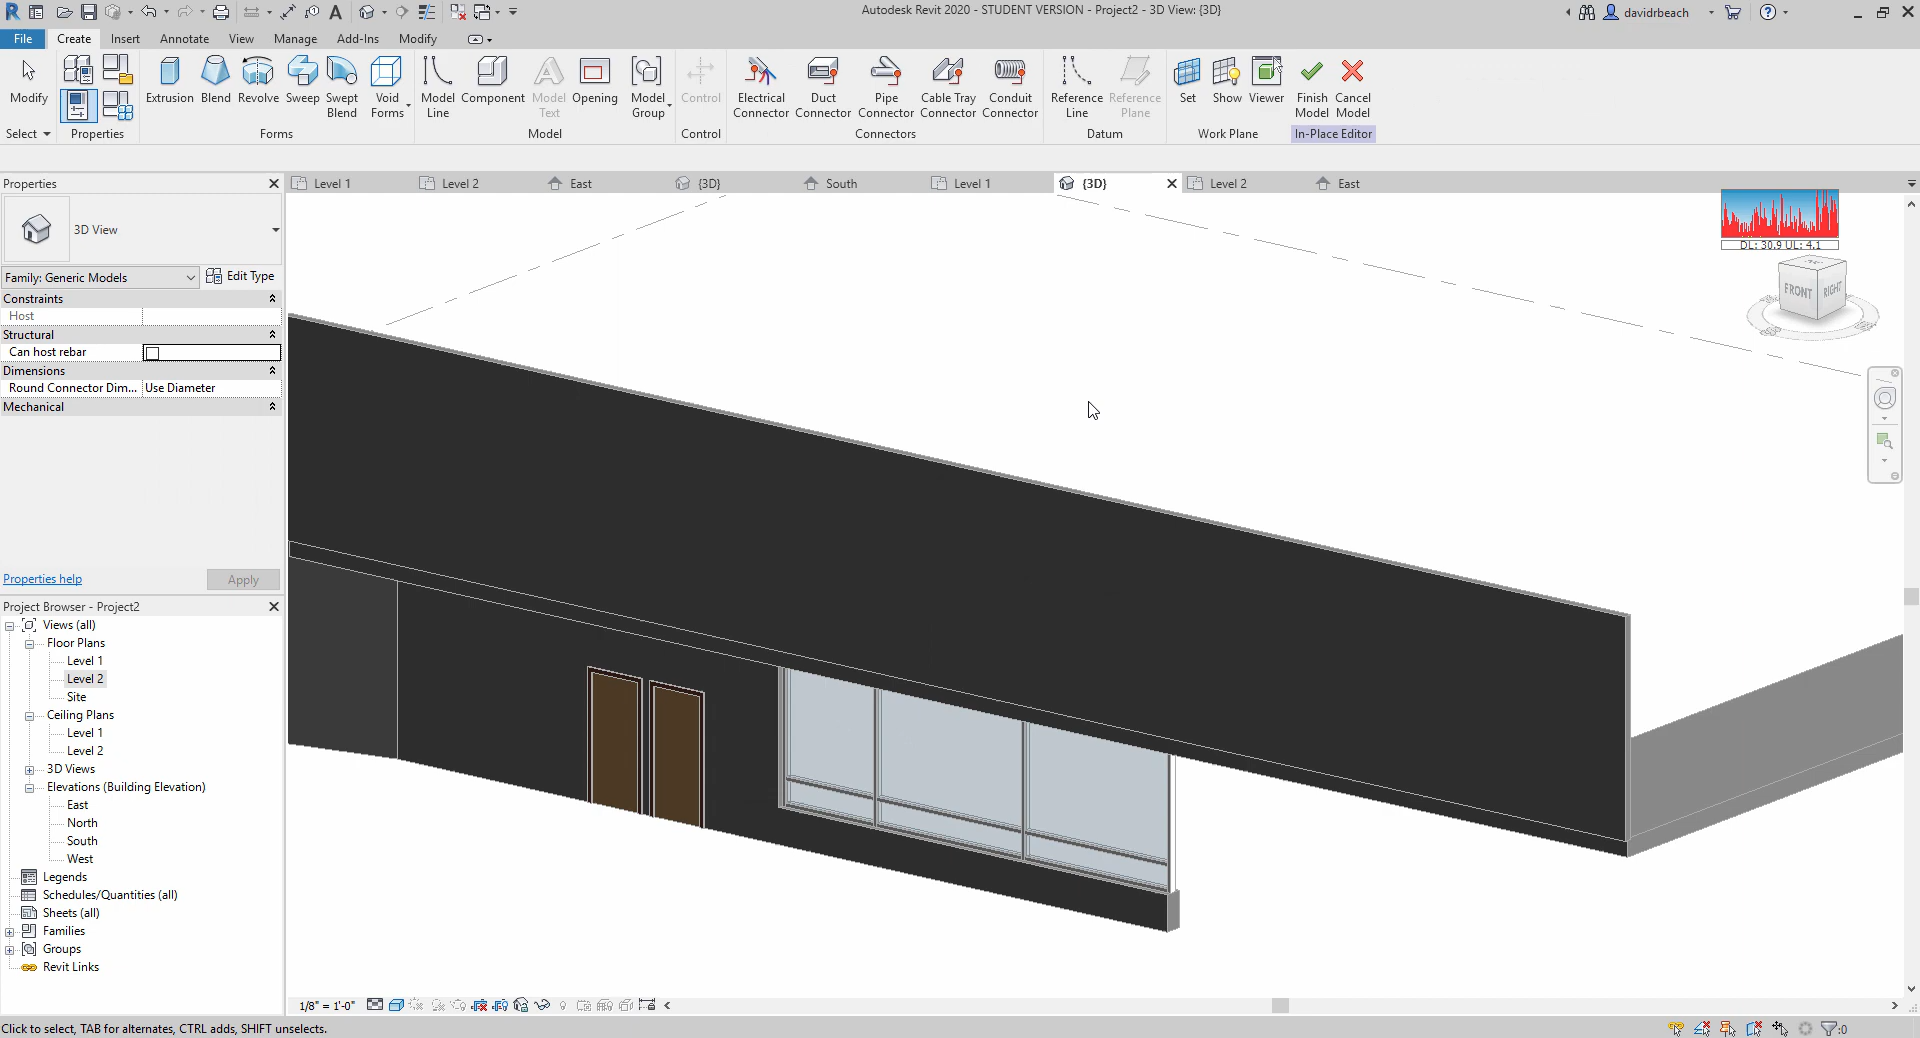 Autodesk Revit 2020 - STUDENT VERSION - Project2 - 3D View: {3D}
davidrbeach
File Create Insert Annotate View Manage Add-Ins Modify
Modify
Extrusion Blend Revolve Sweep Swept Blend Void Forms
Model Line Component Model Text Opening Model Group
Control
Electrical Connector Duct Connector Pipe Connector Cable Tray Connector Conduit Connector
Reference Line Reference Plane
Set Show Viewer
Finish Model Cancel Model
Select Properties Forms Model Control Connectors Datum Work Plane In-Place Editor
Properties
Level 1 Level 2 East {3D} South Level 1 {3D} Level 2 East
3D View
DL: 30.9 UL: 4.1
FRONT RIGHT
Family: Generic Models Edit Type
Constraints
Host
Structural
Can host rebar
Dimensions
Round Connector Dim... Use Diameter
Mechanical
Properties help Apply
Project Browser - Project2
Views (all)
Floor Plans
Level 1
Level 2
Site
Ceiling Plans
Level 1
Level 2
3D Views
Elevations (Building Elevation)
East
North
South
West
Legends
Schedules/Quantities (all)
Sheets (all)
Families
Groups
Revit Links
1/8" = 1'-0"
Click to select, TAB for alternates, CTRL adds, SHIFT unselects.
:0